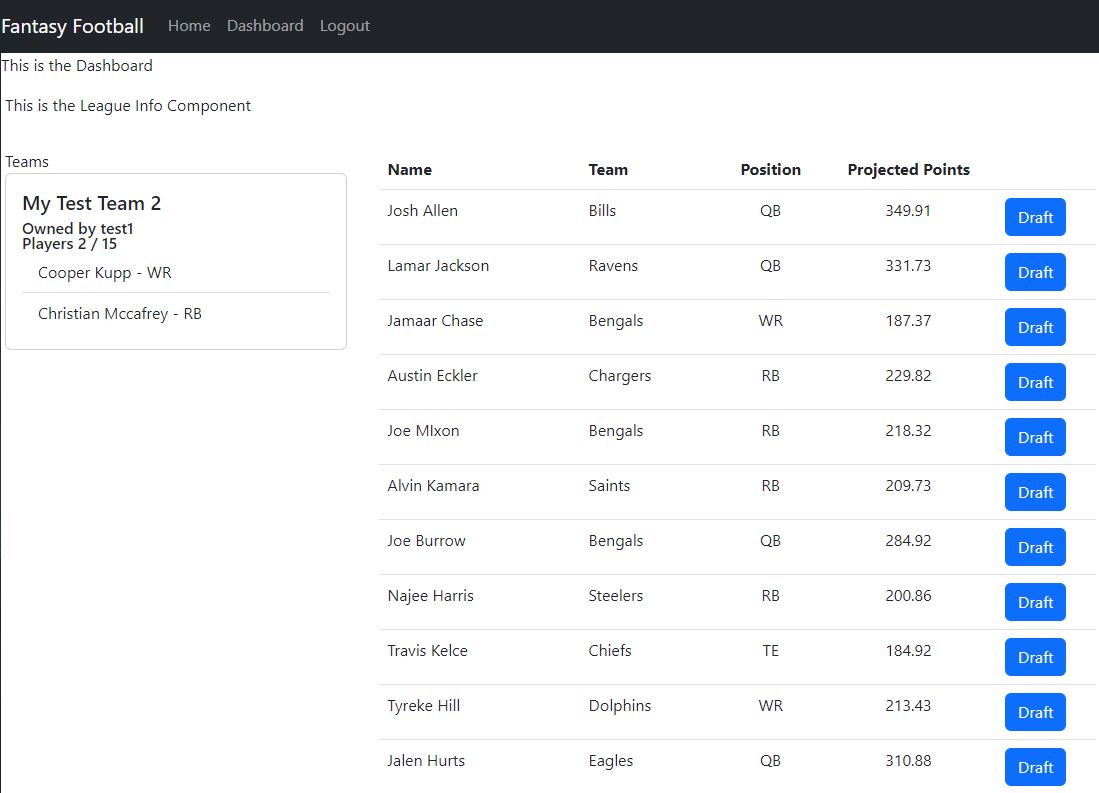 Fantasy Football Home Dashboard Logout
This is the Dashboard
This is the League Info Component
Teams
My Test Team 2
Owned by test1
Players 2 / 15
Cooper Kupp - WR
Christian Mccafrey - RB
Name Team Position Projected Points
Josh Allen Bills QB 349.91 Draft
Lamar Jackson Ravens QB 331.73 Draft
Jamaar Chase Bengals WR 187.37 Draft
Austin Eckler Chargers RB 229.82 Draft
Joe MIxon Bengals RB 218.32 Draft
Alvin Kamara Saints RB 209.73 Draft
Joe Burrow Bengals QB 284.92 Draft
Najee Harris Steelers RB 200.86 Draft
Travis Kelce Chiefs TE 184.92 Draft
Tyreke Hill Dolphins WR 213.43 Draft
Jalen Hurts Eagles QB 310.88 Draft